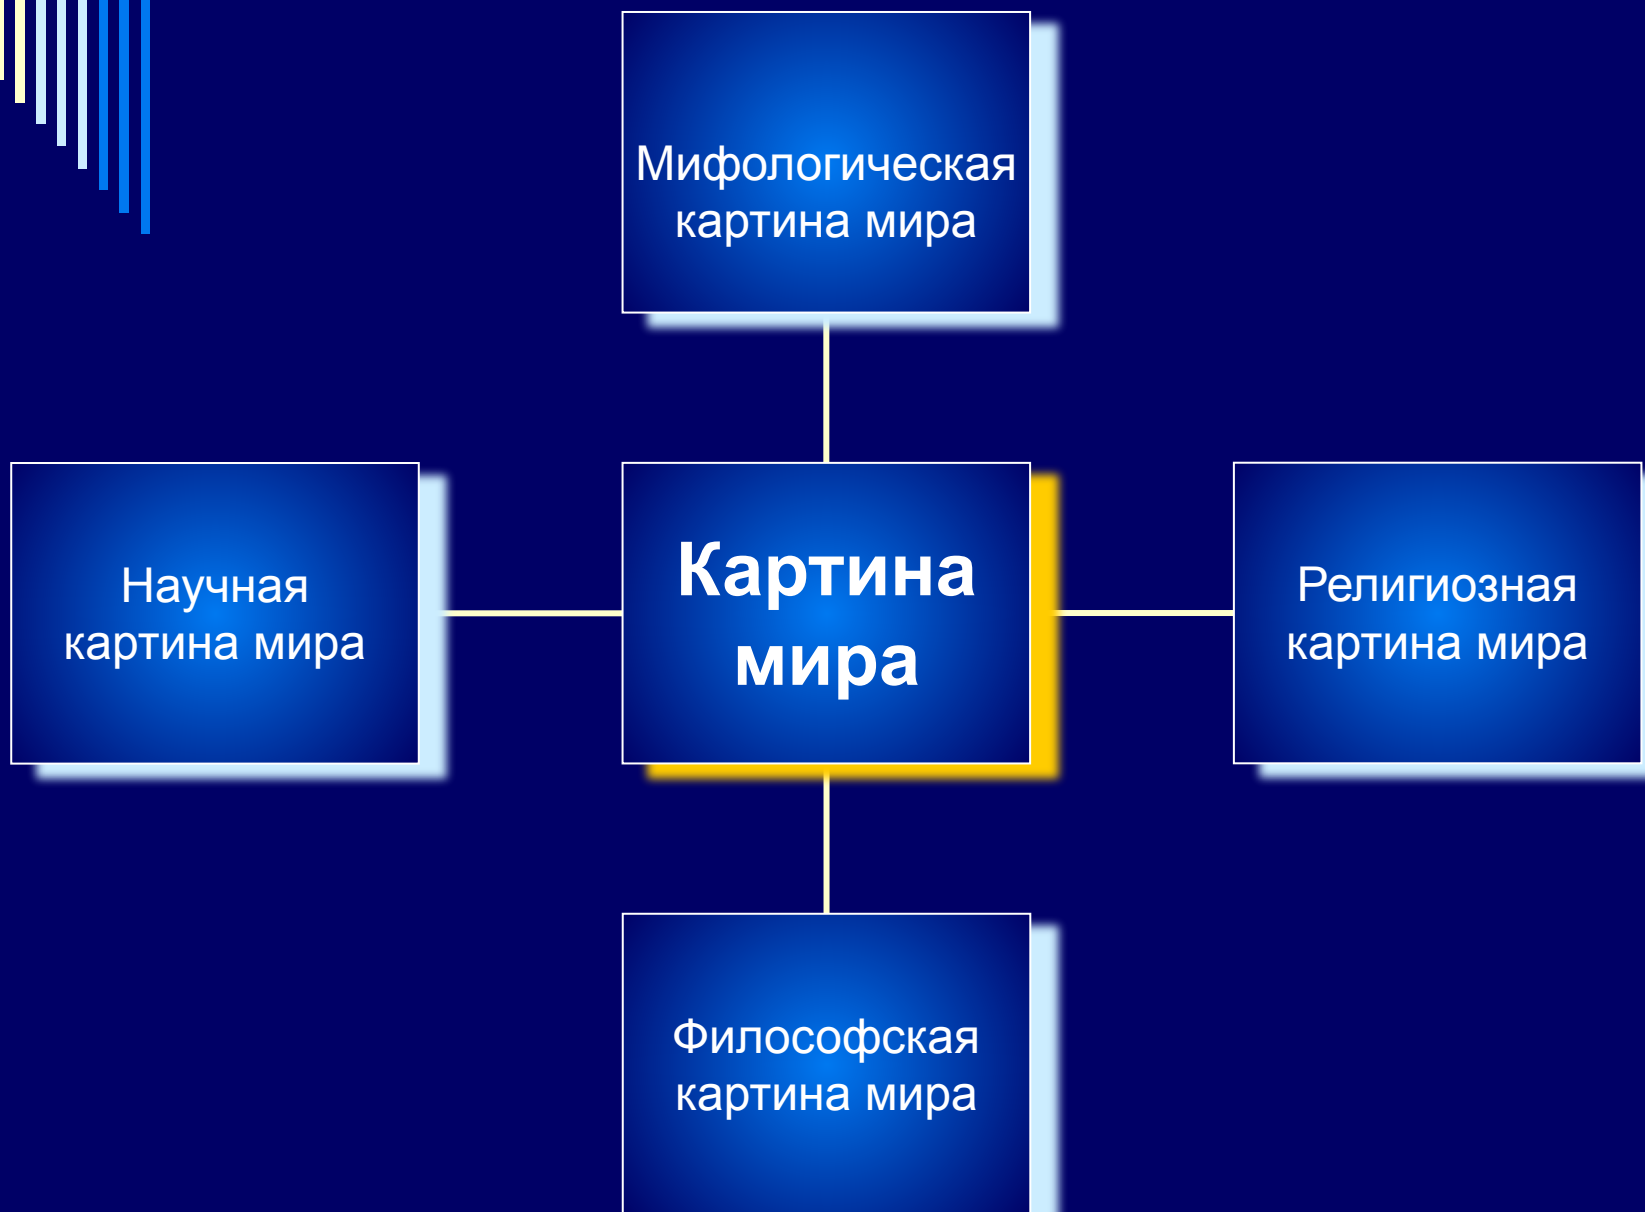 Мифологическая
картина мира
Научная
картина мира
Картина
мира
Религиозная
картина мира
Философская
картина мира